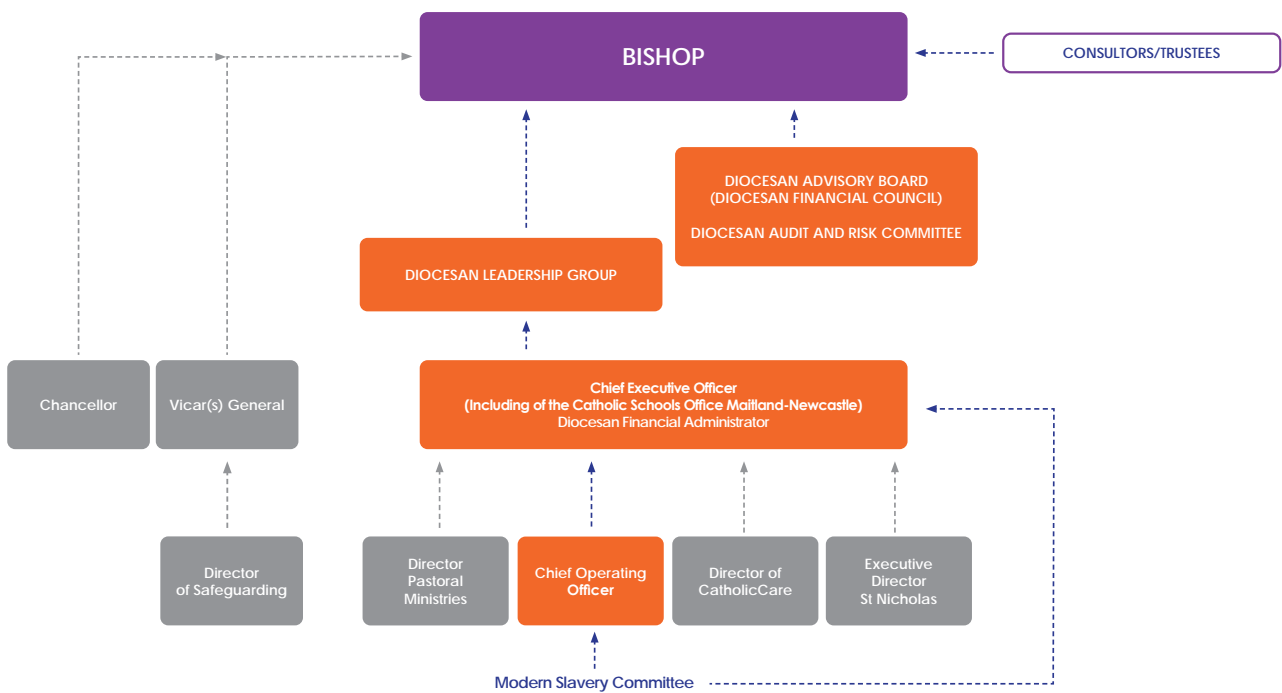 BISHOP
CONSULTORS/TRUSTEES
DIOCESAN ADVISORY BOARD
(DIOCESAN FINANCIAL COUNCIL)
DIOCESAN AUDIT AND RISK COMMITTEE
DIOCESAN LEADERSHIP GROUP
Chancellor
Vicar(s) General
Chief Executive Officer
(Including of the Catholic Schools Office Maitland-Newcastle)
Diocesan Financial Administrator
Director
of Safeguarding
Director
Pastoral
Ministries
Chief Operating
Officer
Director of
CatholicCare
Executive
Director
St Nicholas
Modern Slavery Committee